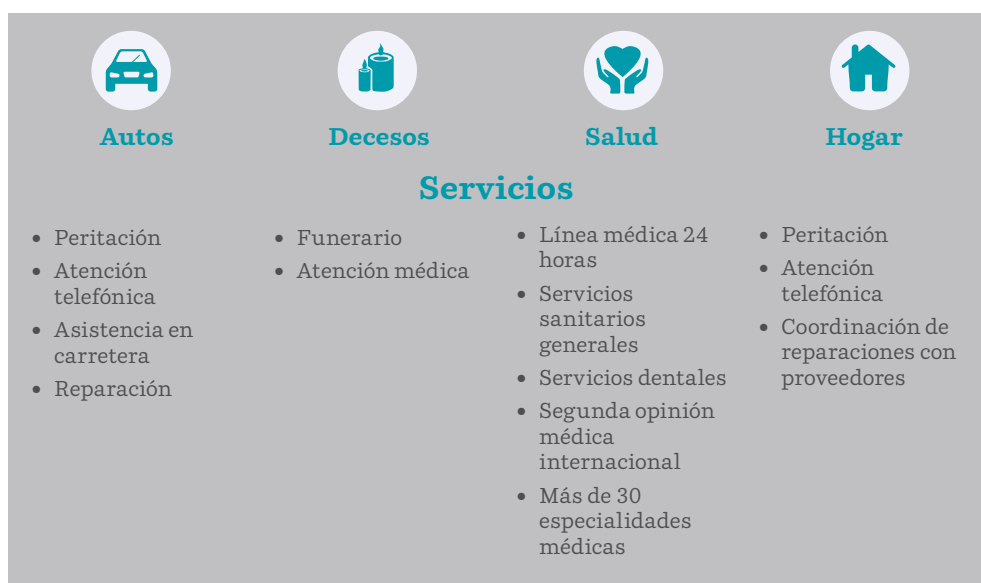 Autos
Decesos
Salud
Hogar
Servicios
• Peritación
• Atención
telefónica
• Asistencia en
carretera
• Reparación
• Funerario
• Atención médica
• Línea médica 24
horas
• Servicios
sanitarios
generales
• Servicios dentales
• Segunda opinión
médica
internacional
• Más de 30
especialidades
médicas
• Peritación
• Atención
telefónica
• Coordinación de
reparaciones con
proveedores